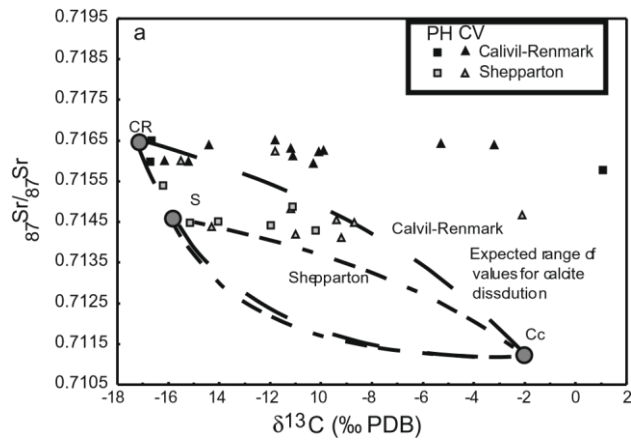 0.7195
0.7185
0.7175
0.7165
0.7155
0.7145
0.7135
0.7125
0.7115
0.7105
87Sr/87Sr
a
PH CV
Calivil-Renmark
Shepparton
CR
S
Calvil-Renmark
Shepparton
Expected range of
values for calcite
dissdution
Cc
-18 -16 -14 -12 -10 -8 -6 -4 -2 0 2
δ13C (‰ PDB)